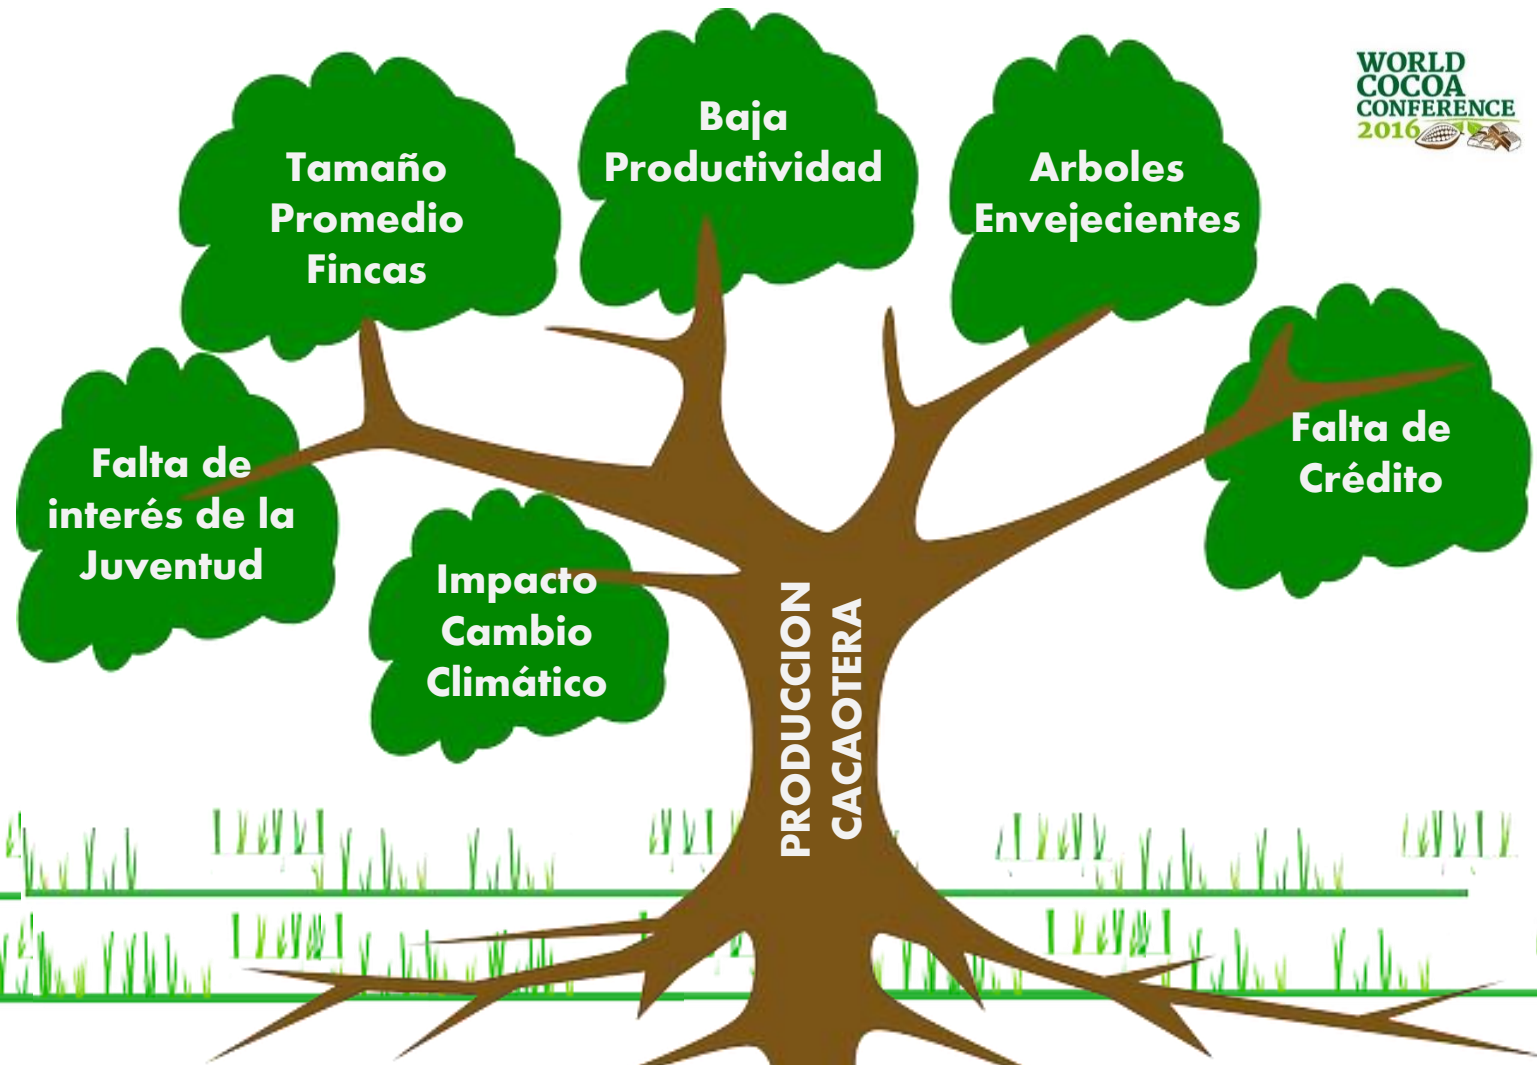 WORLD
COCOA
CONFERENCE
2016
Baja
Productividad
Tamaño
Promedio
Fincas
Arboles
Envejecientes
Falta de
Crédito
Falta de
interés de la
Juventud
Impacto
Cambio
Climático
PRODUCCION
CACAOTERA